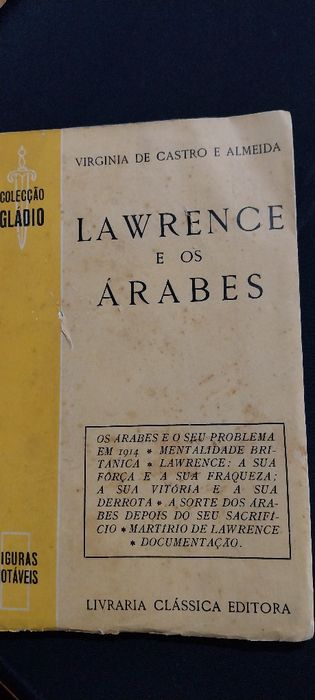 VIRGINIA DE CASTRO E ALMEIDA
COLECÇÃO
GLÁDIO
LAWRENCE
E OS
ÁRABES
OS ÁRABES E O SEU PROBLEMA
EM 1914 * MENTALIDADE BRI-
TÂNICA * LAWRENCE: A SUA
FÔRÇA E A SUA FRAQUEZA;
A SUA VITÓRIA E A SUA
DERROTA * A SORTE DOS ÁRA-
BES DEPOIS DO SEU SACRIFÍ-
CIO * MARTÍRIO DE LAWRENCE
* DOCUMENTAÇÃO.
IGURAS
OTÁVEIS
LIVRARIA CLÁSSICA EDITORA